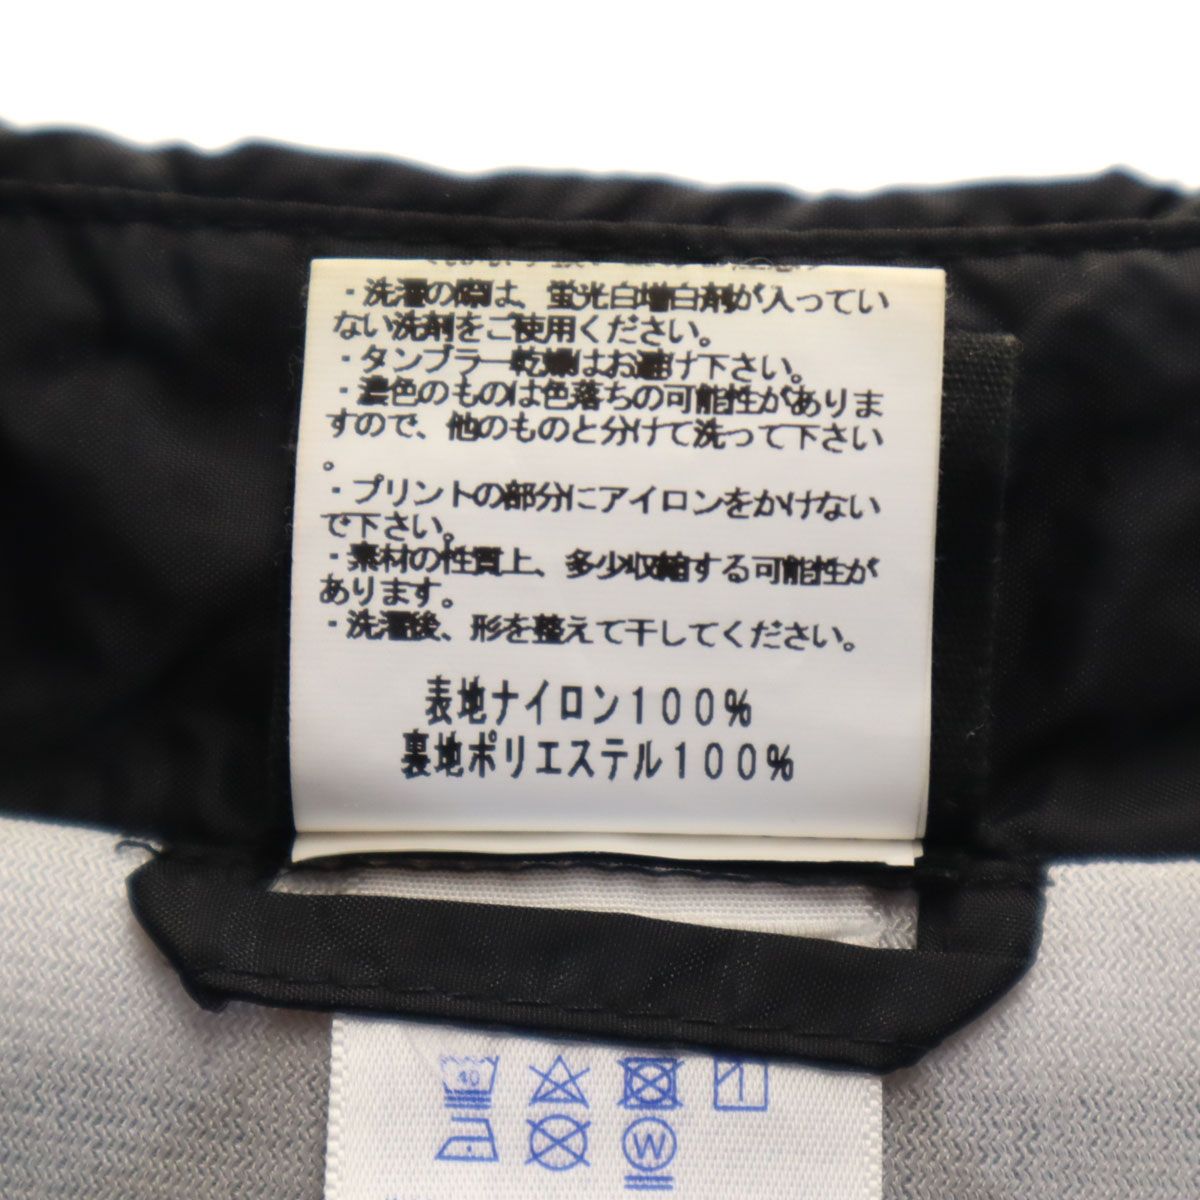 ・洗濯の際は、蛍光白増白剤が入ってい
ない洗剤をご使用ください。
・タンブラー乾燥はお避け下さい。
・濃色のものは色落ちの可能性がありま
すので、他のものと分けて洗って下さい
。
・プリントの部分にアイロンをかけない
で下さい。
・素材の性質上、多少収縮する可能性が
あります。
・洗濯後、形を整えて干してください。
表地ナイロン100%
裏地ポリエステル100%
40
W